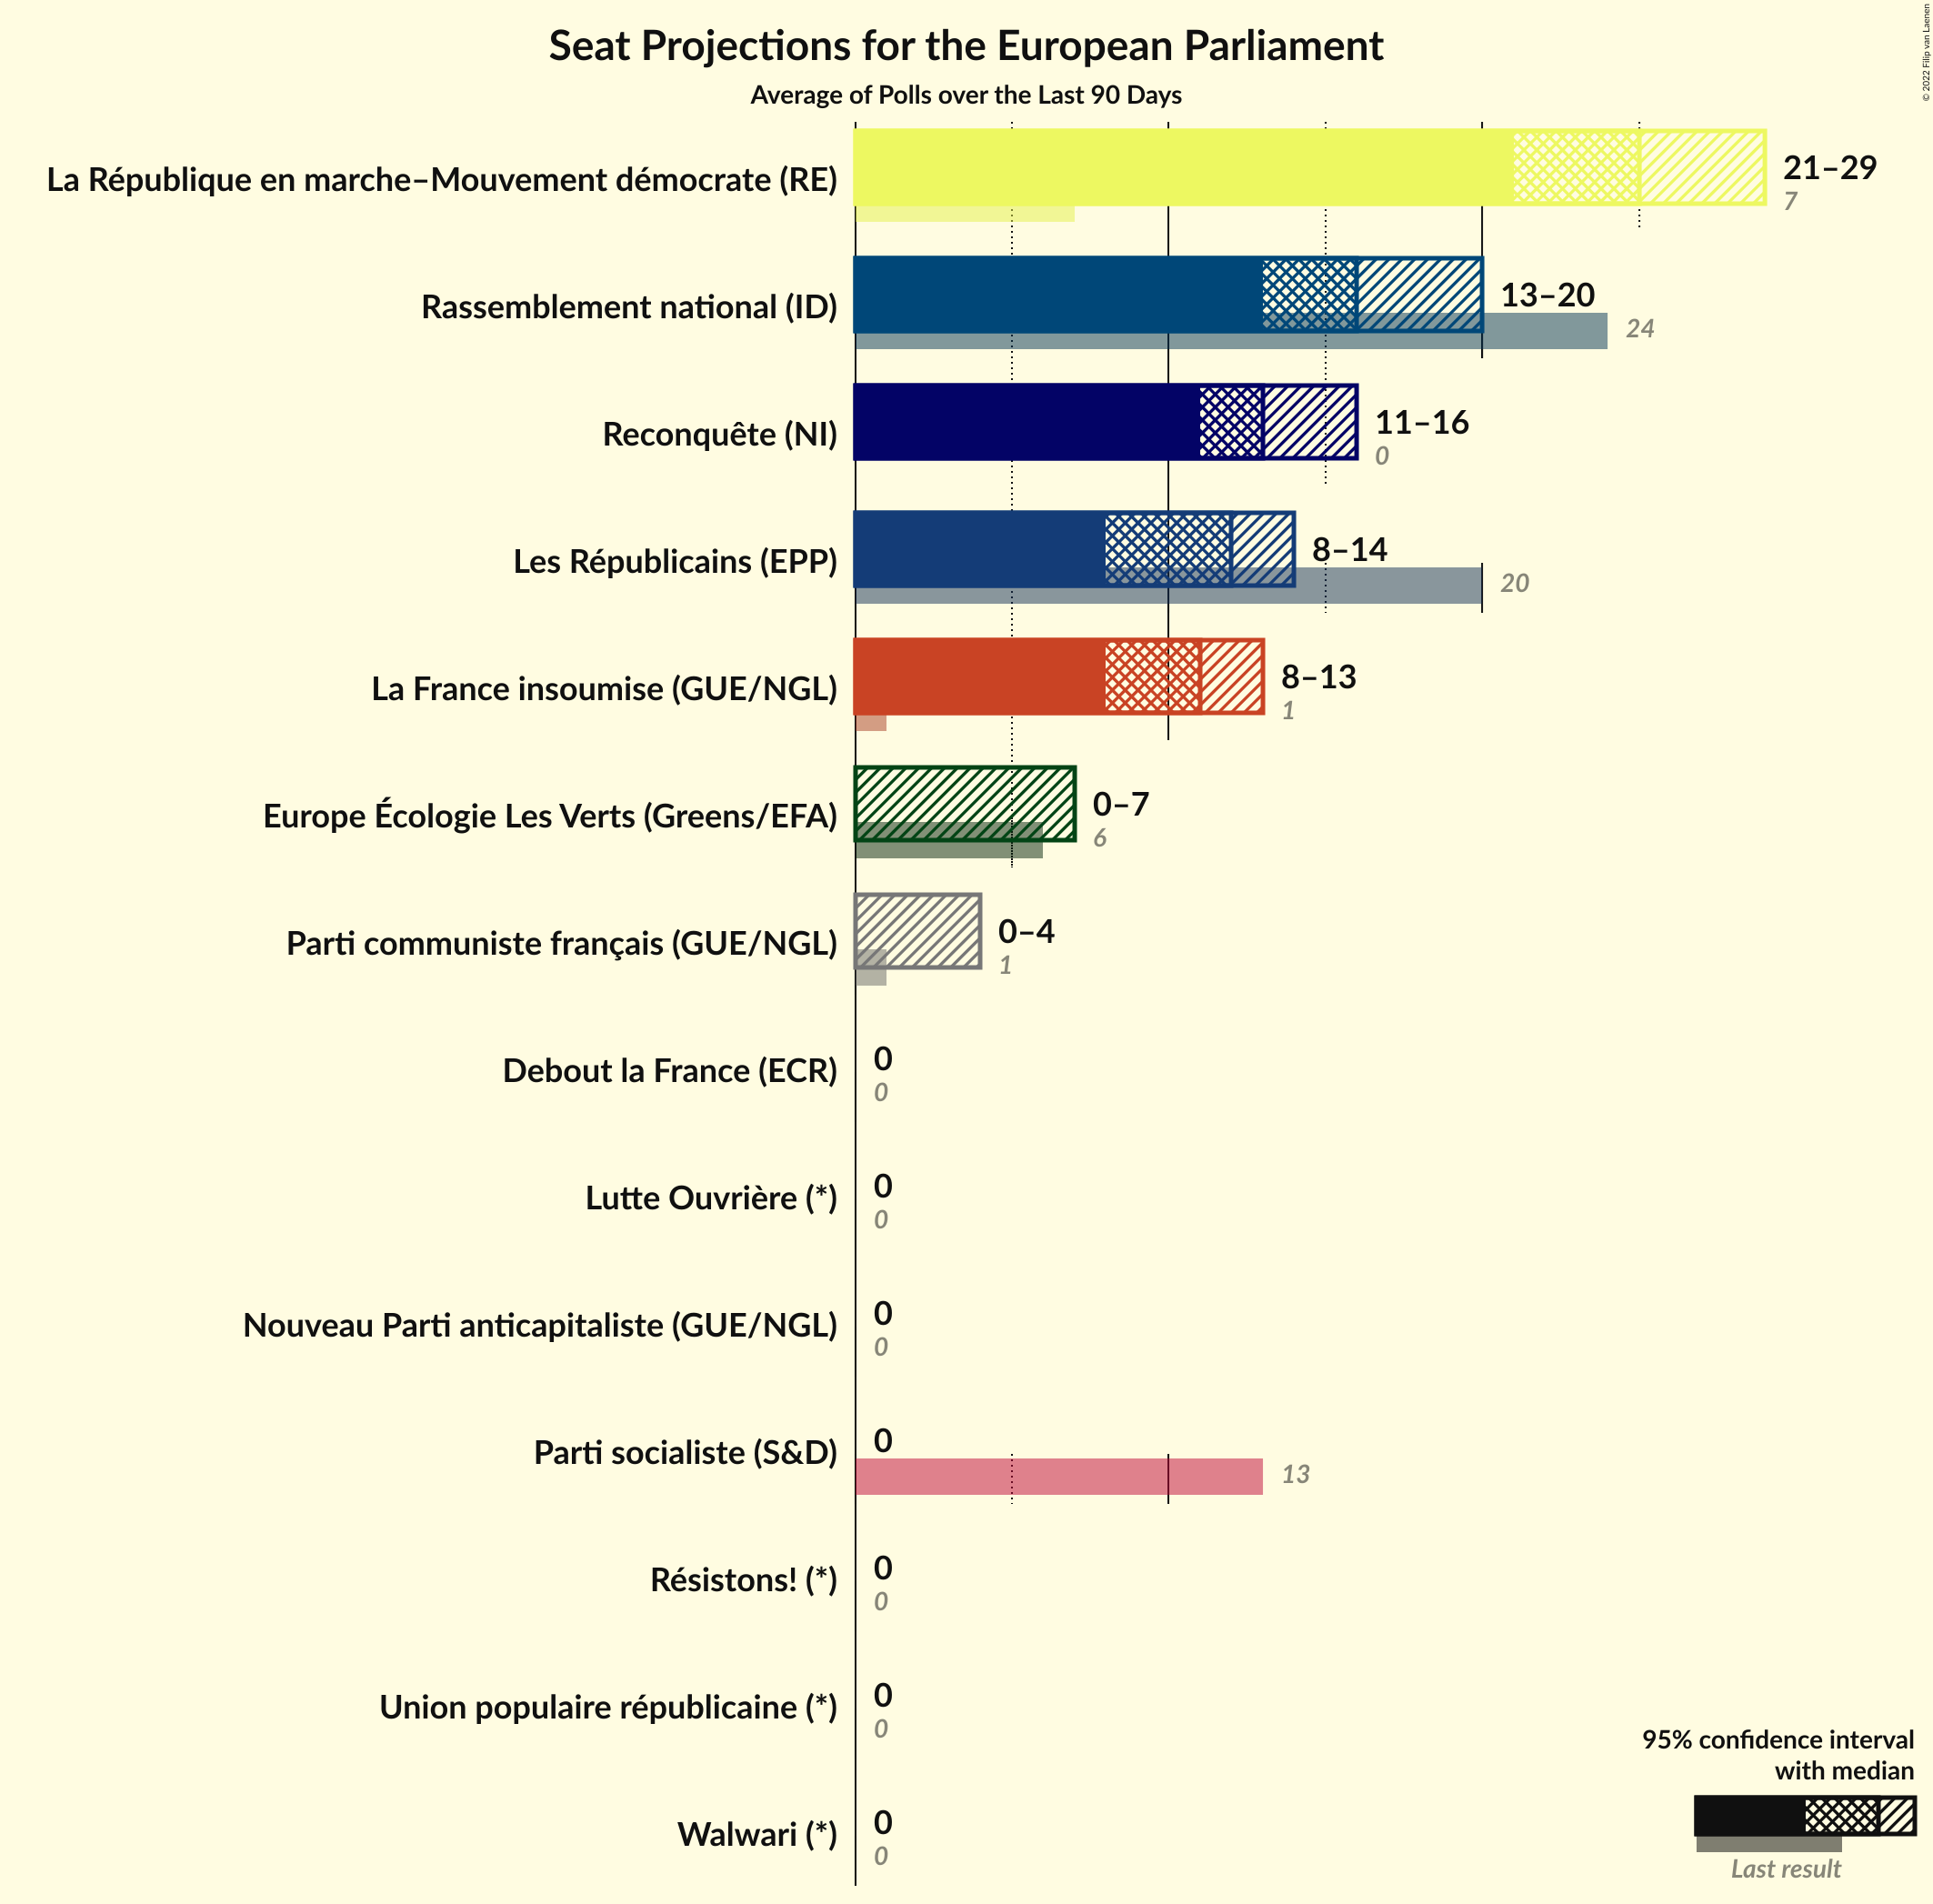 Seat Projections for the European Parliament
Average of Polls over the Last 90 Days
© 2022 Filip van Laenen
La République en marche–Mouvement démocrate (RE)
21–29
7
Rassemblement national (ID)
13–20
24
Reconquête (NI)
11–16
0
Les Républicains (EPP)
8–14
20
La France insoumise (GUE/NGL)
8–13
1
Europe Écologie Les Verts (Greens/EFA)
0–7
6
Parti communiste français (GUE/NGL)
0–4
1
Debout la France (ECR)
0
0
Lutte Ouvrière (*)
0
0
Nouveau Parti anticapitaliste (GUE/NGL)
0
0
Parti socialiste (S&D)
0
13
Résistons! (*)
0
0
Union populaire républicaine (*)
0
0
Walwari (*)
0
0
95% confidence interval
with median
Last result